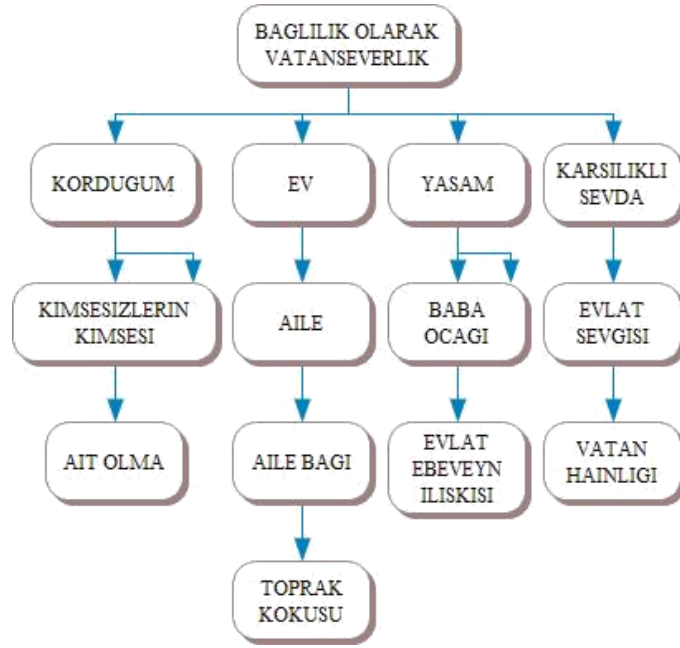 BAGLILIK OLARAK
VATANSEVERLIK
KORDUGUM
EV
YASAM
KARSILIKLI
SEVDA
KIMSESIZLERIN
KIMSESI
AILE
BABA
OCAGI
EVLAT
SEVGISI
AIT OLMA
AILE BAGI
EVLAT
EBEVEYN
ILISKISI
VATAN
HAINLIGI
TOPRAK
KOKUSU